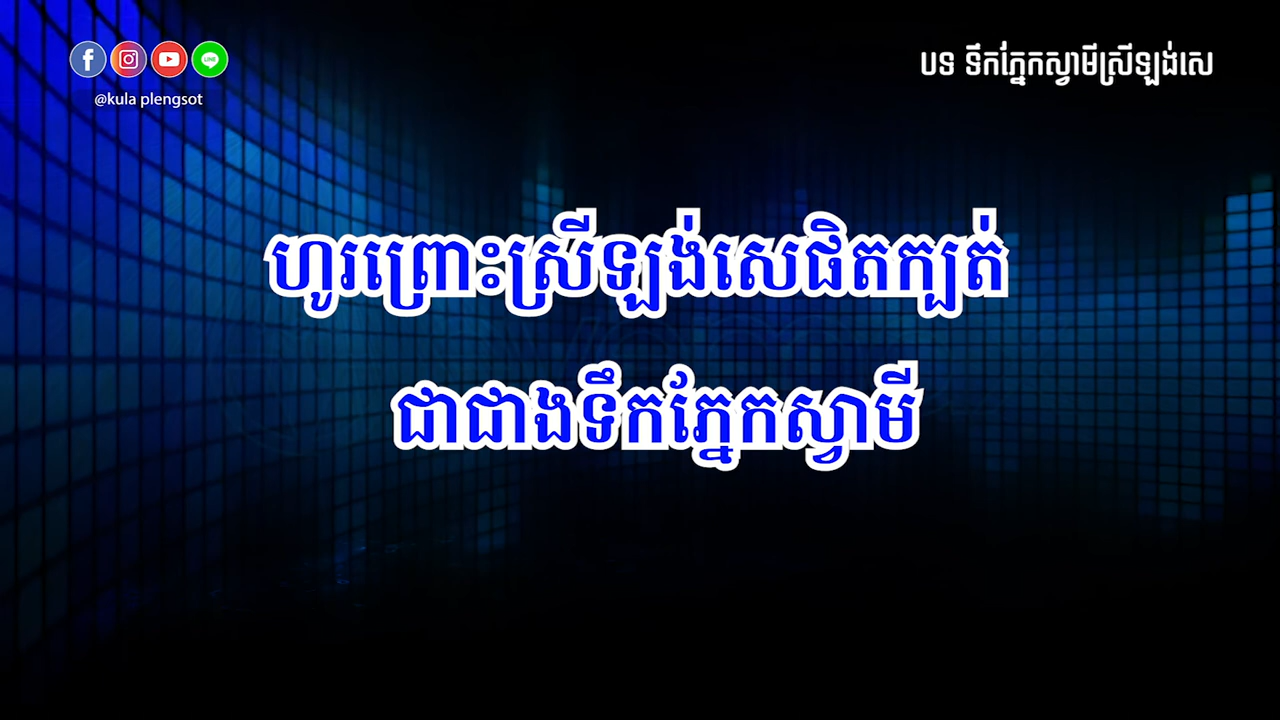 @kula plengsot
បទ ទឹកភ្នែកស្វាមីស្រីឡង់សេ
ហូរព្រោះស្រីឡង់សេផិតក្បត់
ជាជាងទឹកភ្នែកស្វាមី